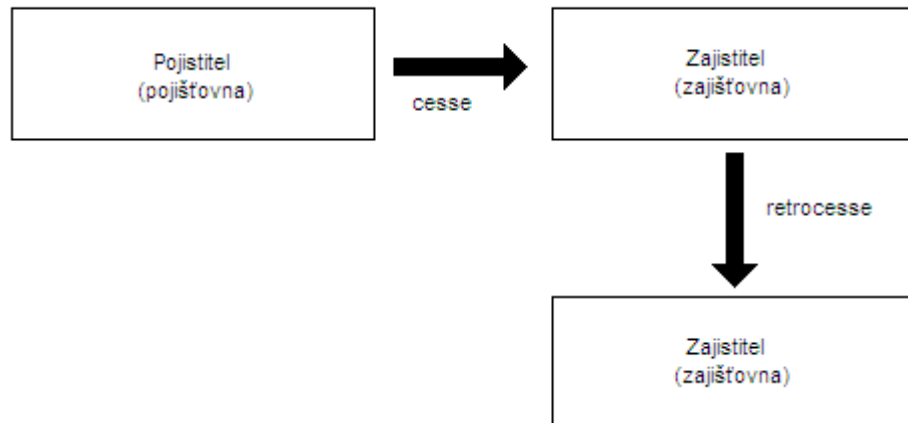 Pojistitel
(pojišťovna)
cesse
Zajistitel
(zajišťovna)
retrocesse
Zajistitel
(zajišťovna)